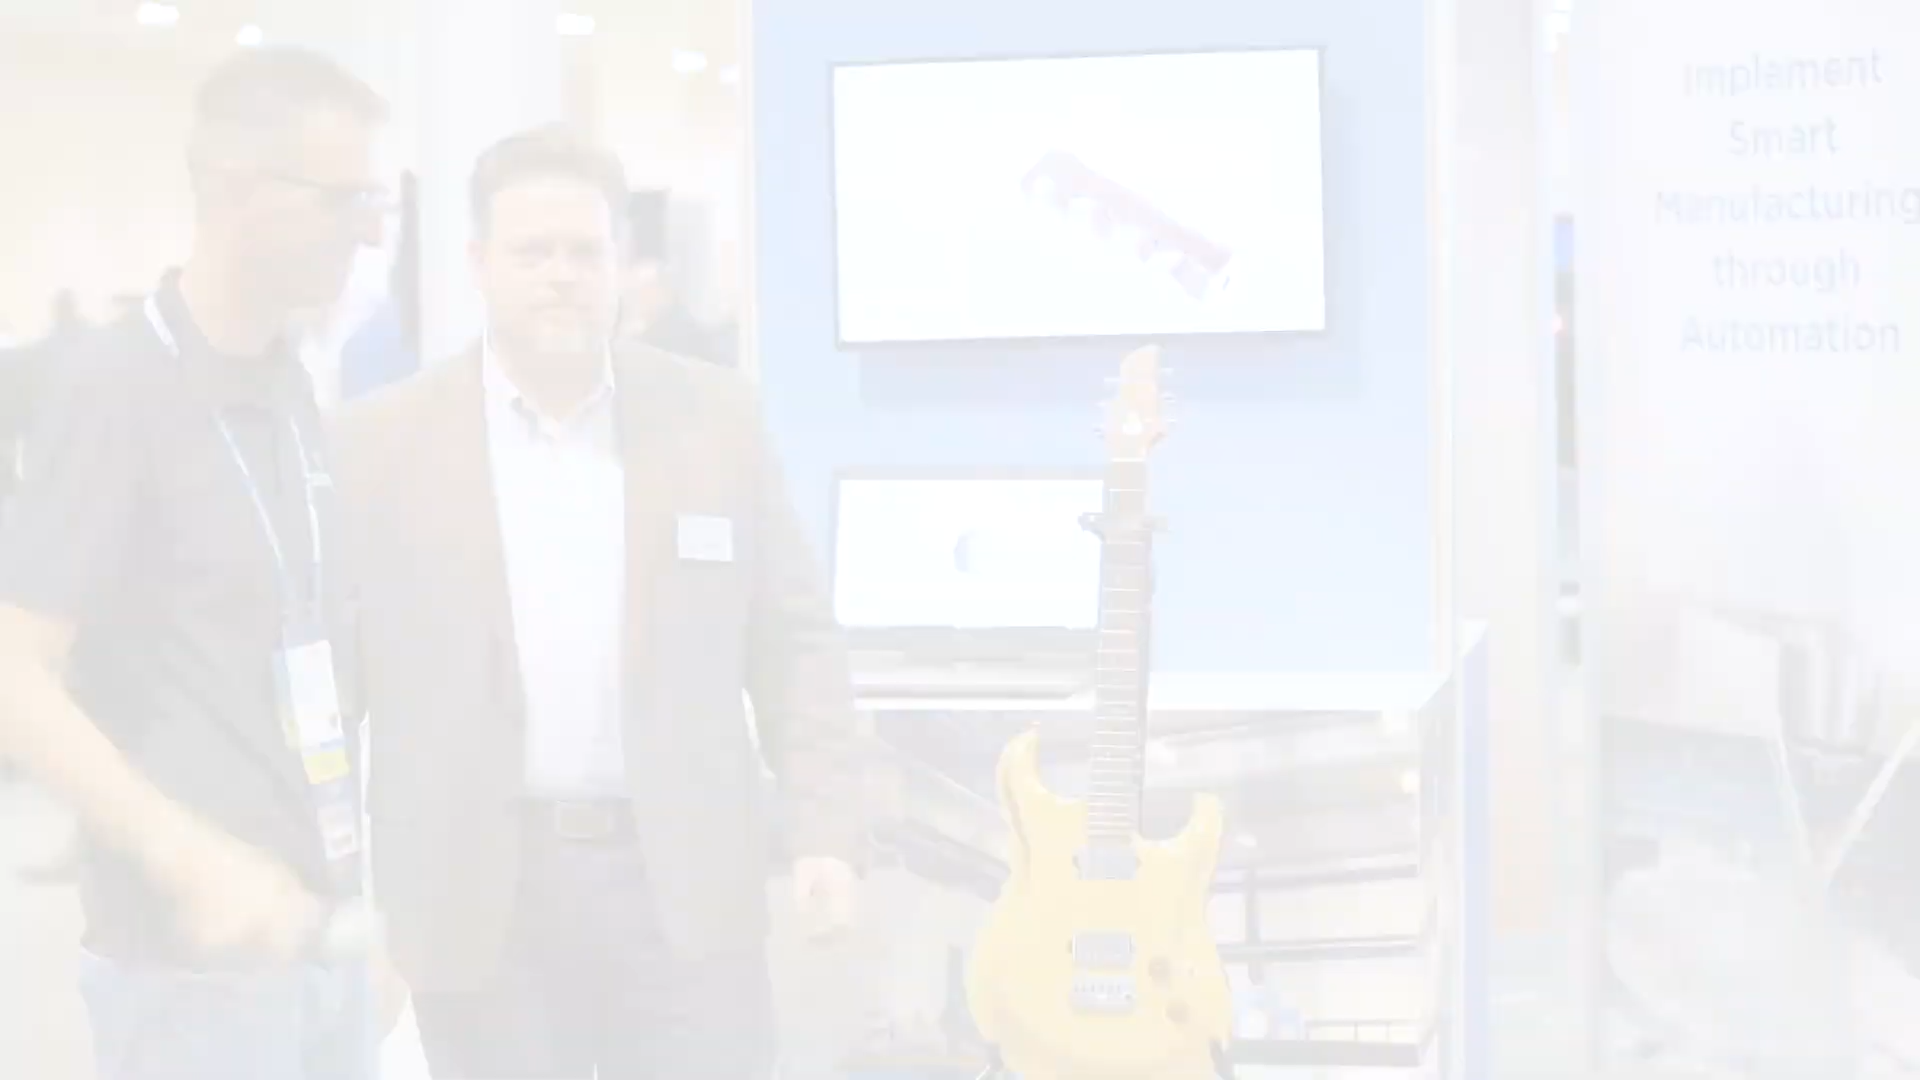 Implement
Smart
Manufacturing
through
Automation